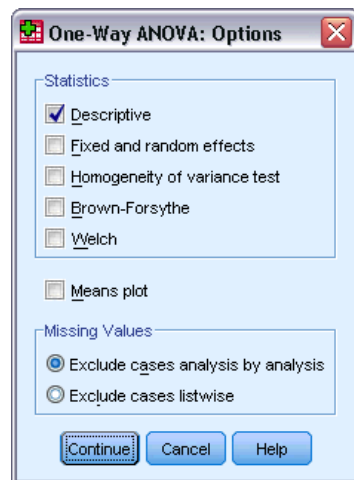 One-Way ANOVA: Options
Statistics
Descriptive
Fixed and random effects
Homogeneity of variance test
Brown-Forsythe
Welch
Means plot
Missing Values
Exclude cases analysis by analysis
Exclude cases listwise
Continue Cancel Help